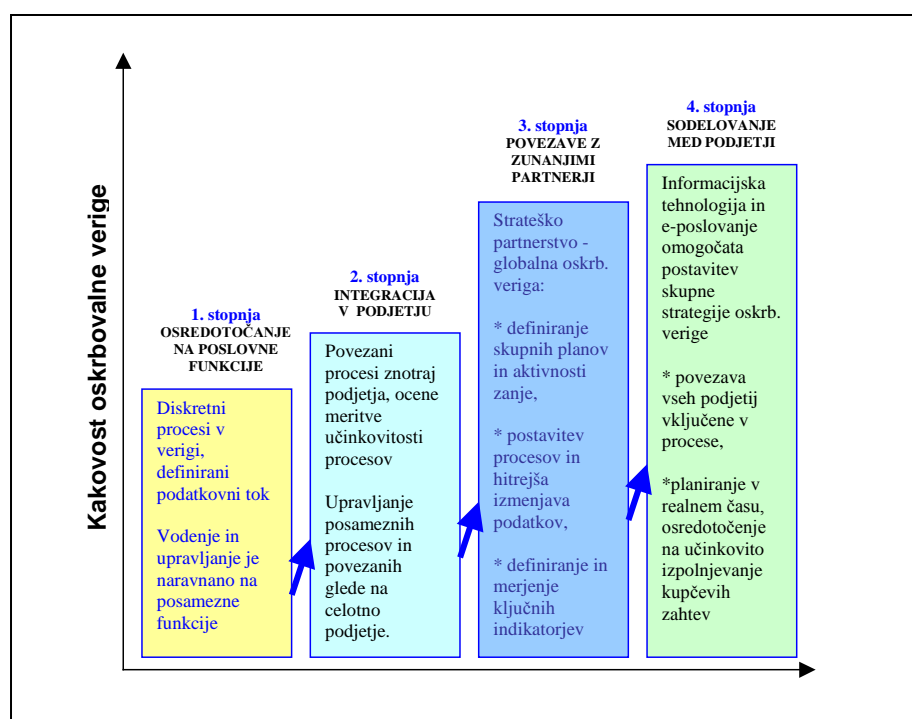 Kakovost oskrbovalne verige
1. stopnja
OSREDOTOČANJE
NA POSLOVNE
FUNKCIJE
Diskretni
procesi v
verigi,
definirani
podatkovni tok
Vodenje in
upravljanje je
naravnano na
posamezne
funkcije
2. stopnja
INTEGRACIJA
V PODJETJU
Povezani
procesi znotraj
podjetja, ocene
meritve
učinkovitosti
procesov
Upravljanje
posameznih
procesov in
povezanih
glede na
celotno
podjetje.
3. stopnja
POVEZAVE Z
ZUNANJIMI
PARTNERJI
Strateško
partnerstvo -
globalna oskrb.
veriga:
* definiranje
skupnih planov
in aktivnosti
zanje,
* postavitev
procesov in
hitrejša
izmenjava
podatkov,
* definiranje in
merjenje
ključnih
indikatorjev
4. stopnja
SODELOVANJE
MED PODJETJI
Informacijska
tehnologija in
e-poslovanje
omogočata
postavitev
skupne
strategije oskrb.
verige
* povezava
vseh podjetij
vključene v
procese,
*planiranje v
realnem času,
osredotočenje
na učinkovito
izpolnjevanje
kupčevih
zahtev